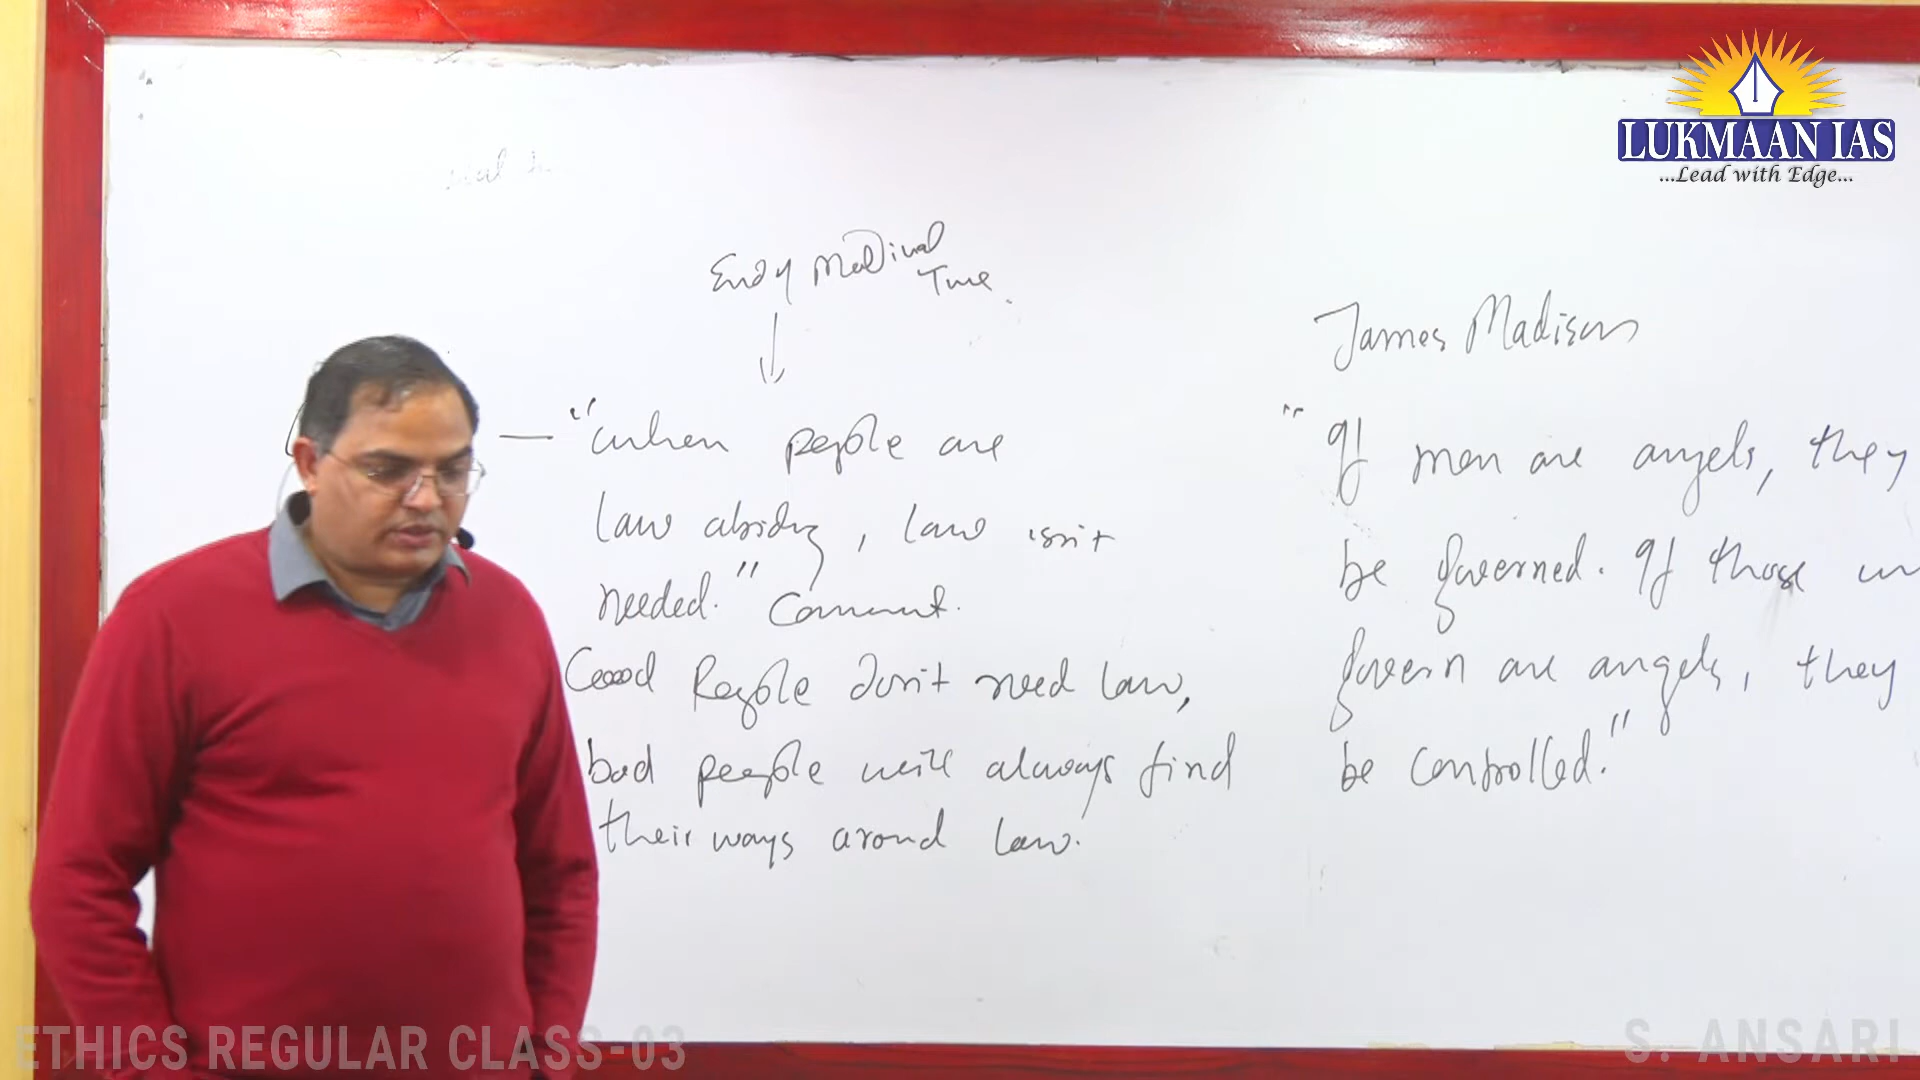 LUKMAAN IAS
...Lead with Edge...
End of Medival
Time
"when people are
law abiding, law isn't
needed." Comment.
Good People don't need law,
bad people will always find
their ways around law.
James Madison
"If men are angels, they
be governed. If those
govern are angels, they
be controlled."
ETHICS REGULAR CLASS-03
S. ANSARI